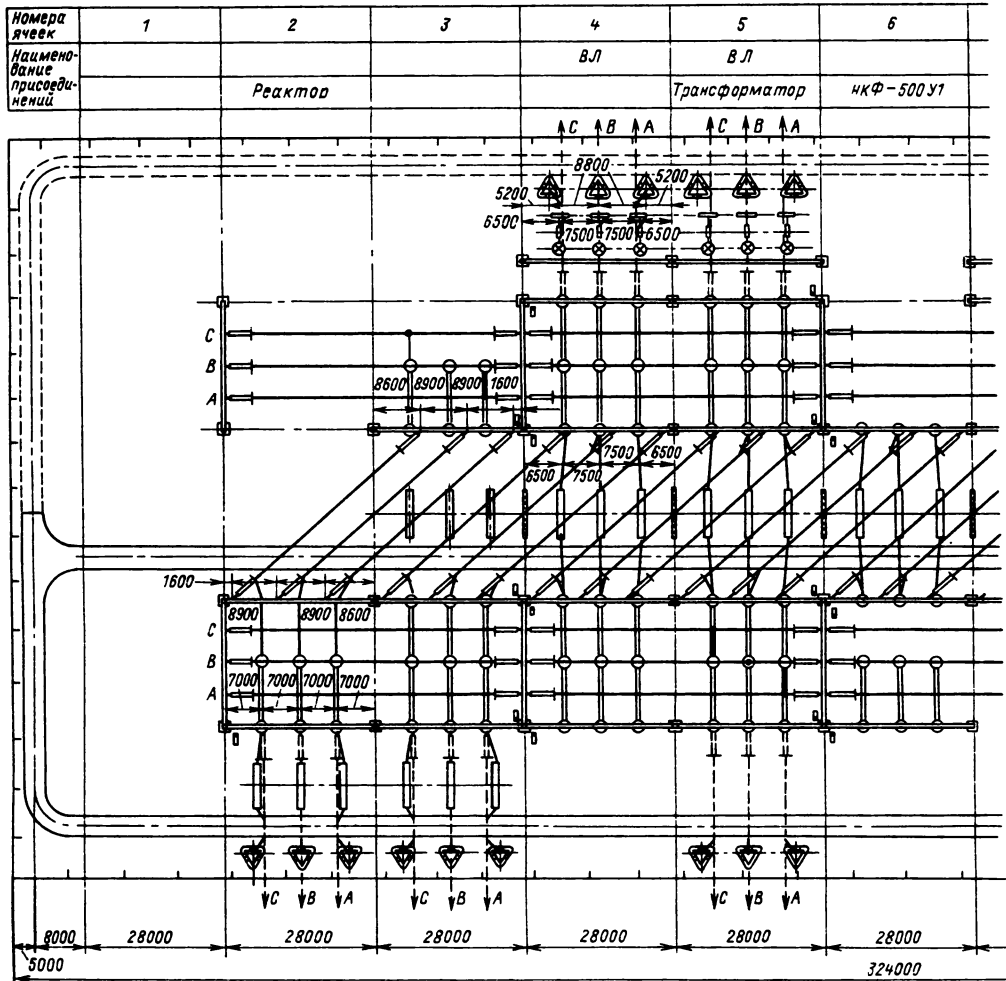 Номера ячеек 1 2 3 4 5 6
Наимено-
вание
присоеди-
нений
ВЛ ВЛ
Реактор Трансформатор НКФ-500У1
C B A C B A
8800
5200 5200
6500 7500 7500 6500
C
B
8600 8900 8900 1600
A
7500 6500
6500 7500
1600
8900 8900 8600
C
B
7000 7000 7000 7000
A
C B A C B A C B A
8000 28000 28000 28000 28000 28000 28000
5000
324000